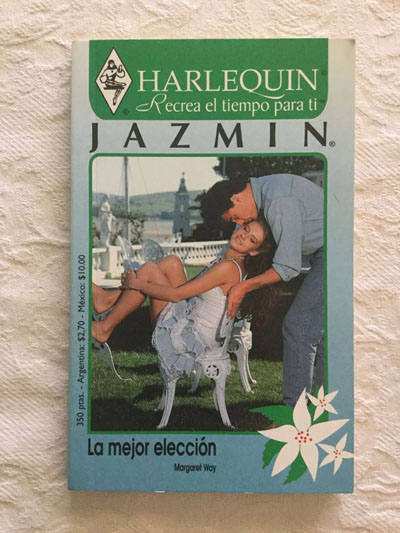 HARLEQUIN®
Recrea el tiempo para ti™
JAZMIN®
350 ptas. - Argentina: $2,70 - México: $10.00
La mejor elección
Margaret Way